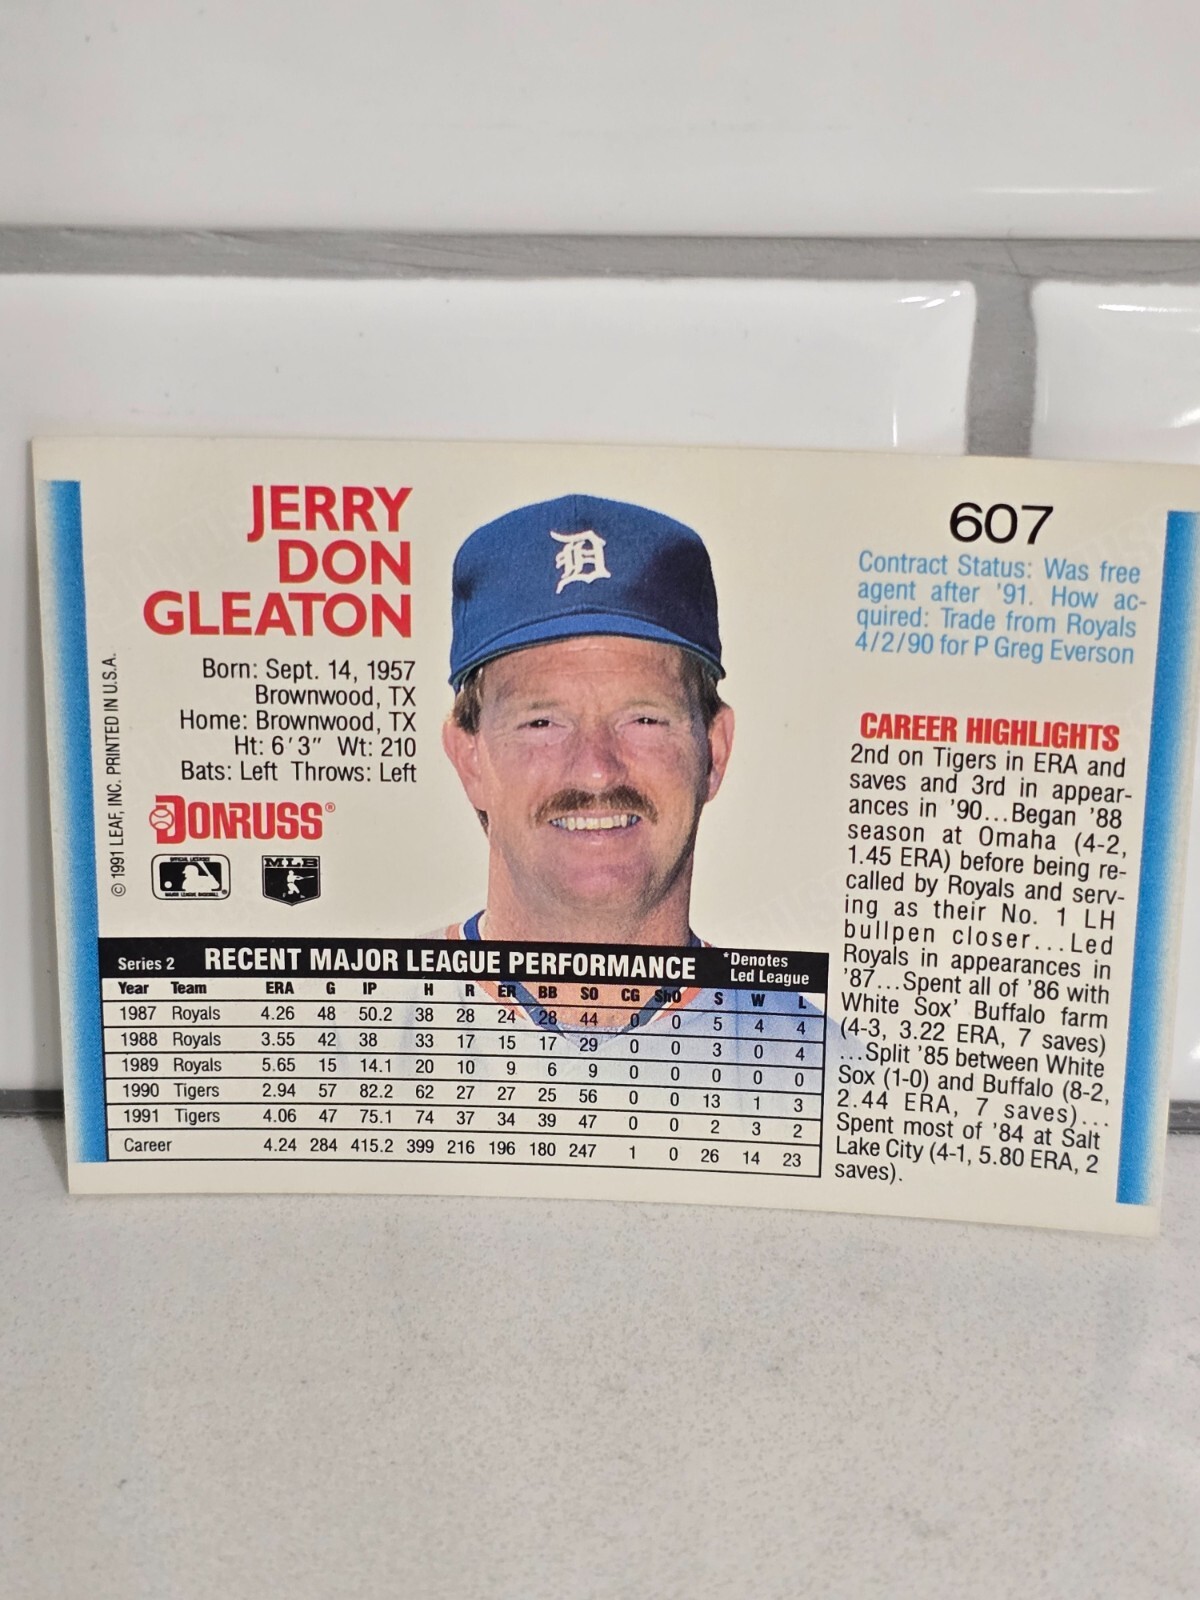 JERRY
DON
GLEATON
Born: Sept. 14, 1957
Brownwood, TX
Home: Brownwood, TX
Ht: 6'3" Wt: 210
Bats: Left Throws: Left
DONRUSS®
MLB
© 1991 LEAF, INC. PRINTED IN U.S.A.
607
Contract Status: Was free
agent after '91. How ac-
quired: Trade from Royals
4/2/90 for P Greg Everson
CAREER HIGHLIGHTS
2nd on Tigers in ERA and
saves and 3rd in appear-
ances in '90...Began '88
season at Omaha (4-2,
1.45 ERA) before being re-
called by Royals and serv-
ing as their No. 1 LH
bullpen closer...Led
Royals in appearances in
'87...Spent all of '86 with
White Sox' Buffalo farm
(4-3, 3.22 ERA, 7 saves)
...Split '85 between White
Sox (1-0) and Buffalo (8-2,
2.44 ERA, 7 saves)...
Spent most of '84 at Salt
Lake City (4-1, 5.80 ERA, 2
saves).
Series 2 RECENT MAJOR LEAGUE PERFORMANCE *Denotes
Led League
Year Team ERA G IP H R ER BB SO CG ShO S W L
1987 Royals 4.26 48 50.2 38 28 24 28 44 0 0 5 4 4
1988 Royals 3.55 42 38 33 17 15 17 29 0 0 3 0 4
1989 Royals 5.65 15 14.1 20 10 9 6 9 0 0 0 0 0
1990 Tigers 2.94 57 82.2 62 27 27 25 56 0 0 13 1 3
1991 Tigers 4.06 47 75.1 74 37 34 39 47 0 0 2 3 2
Career 4.24 284 415.2 399 216 196 180 247 1 0 26 14 23